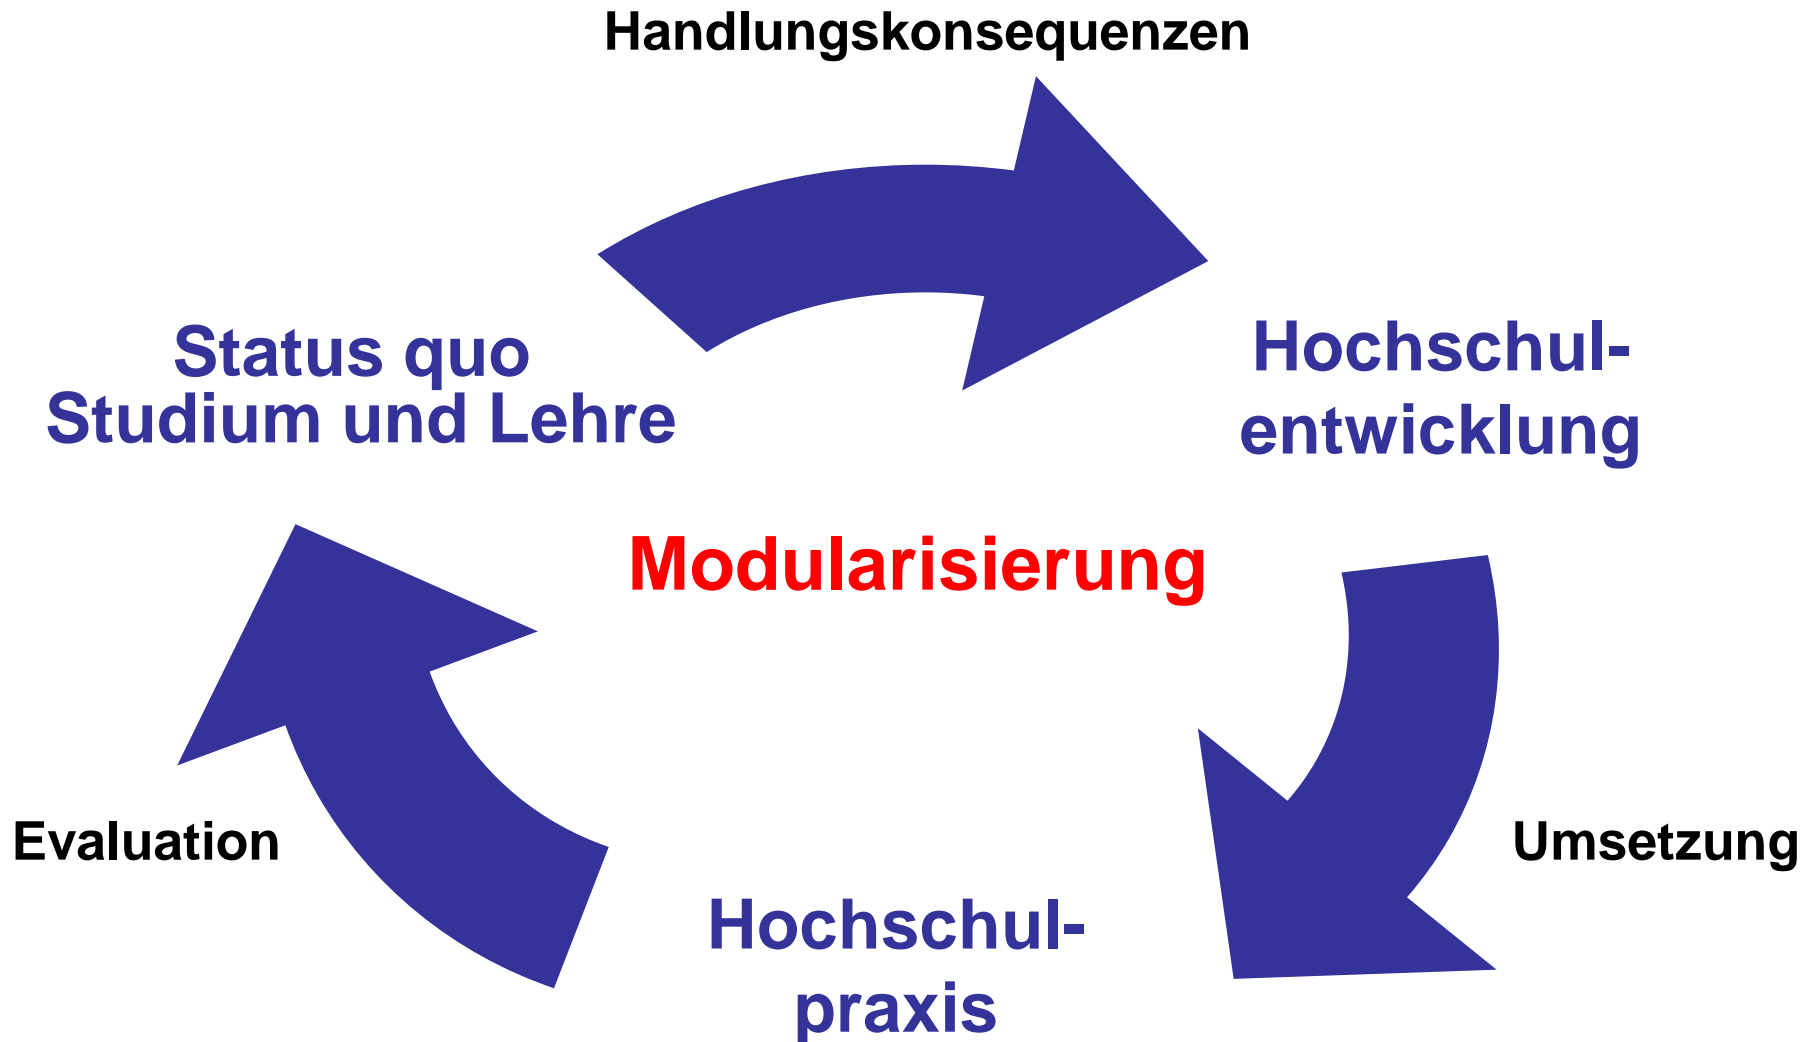 Handlungskonsequenzen
Status quo
Studium und Lehre
Hochschul-
entwicklung
Modularisierung
Evaluation
Umsetzung
Hochschul-
praxis